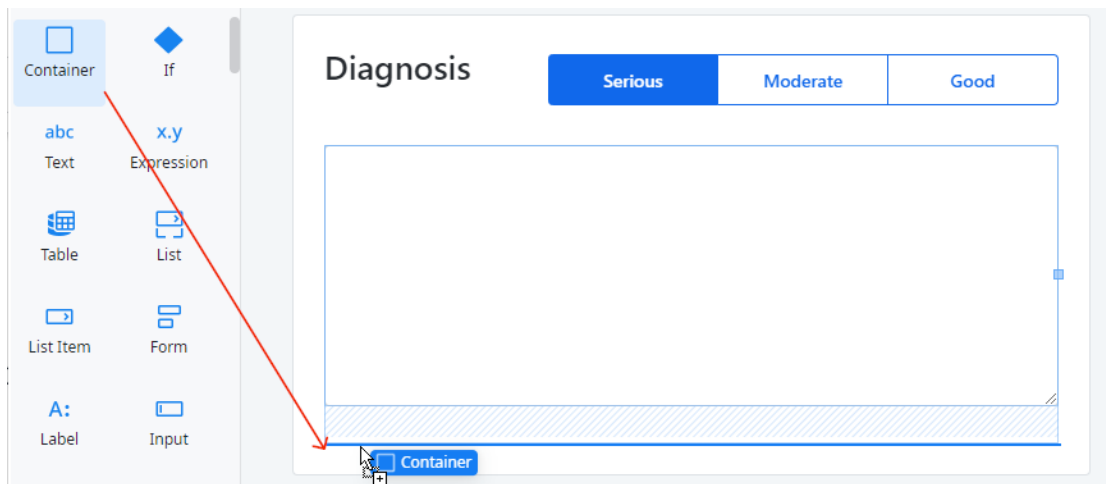 Container
If
abc
x.y
Text
Expression
Table
List
List Item
Form
A:
Label
Input
Diagnosis
Serious
Moderate
Good
Container